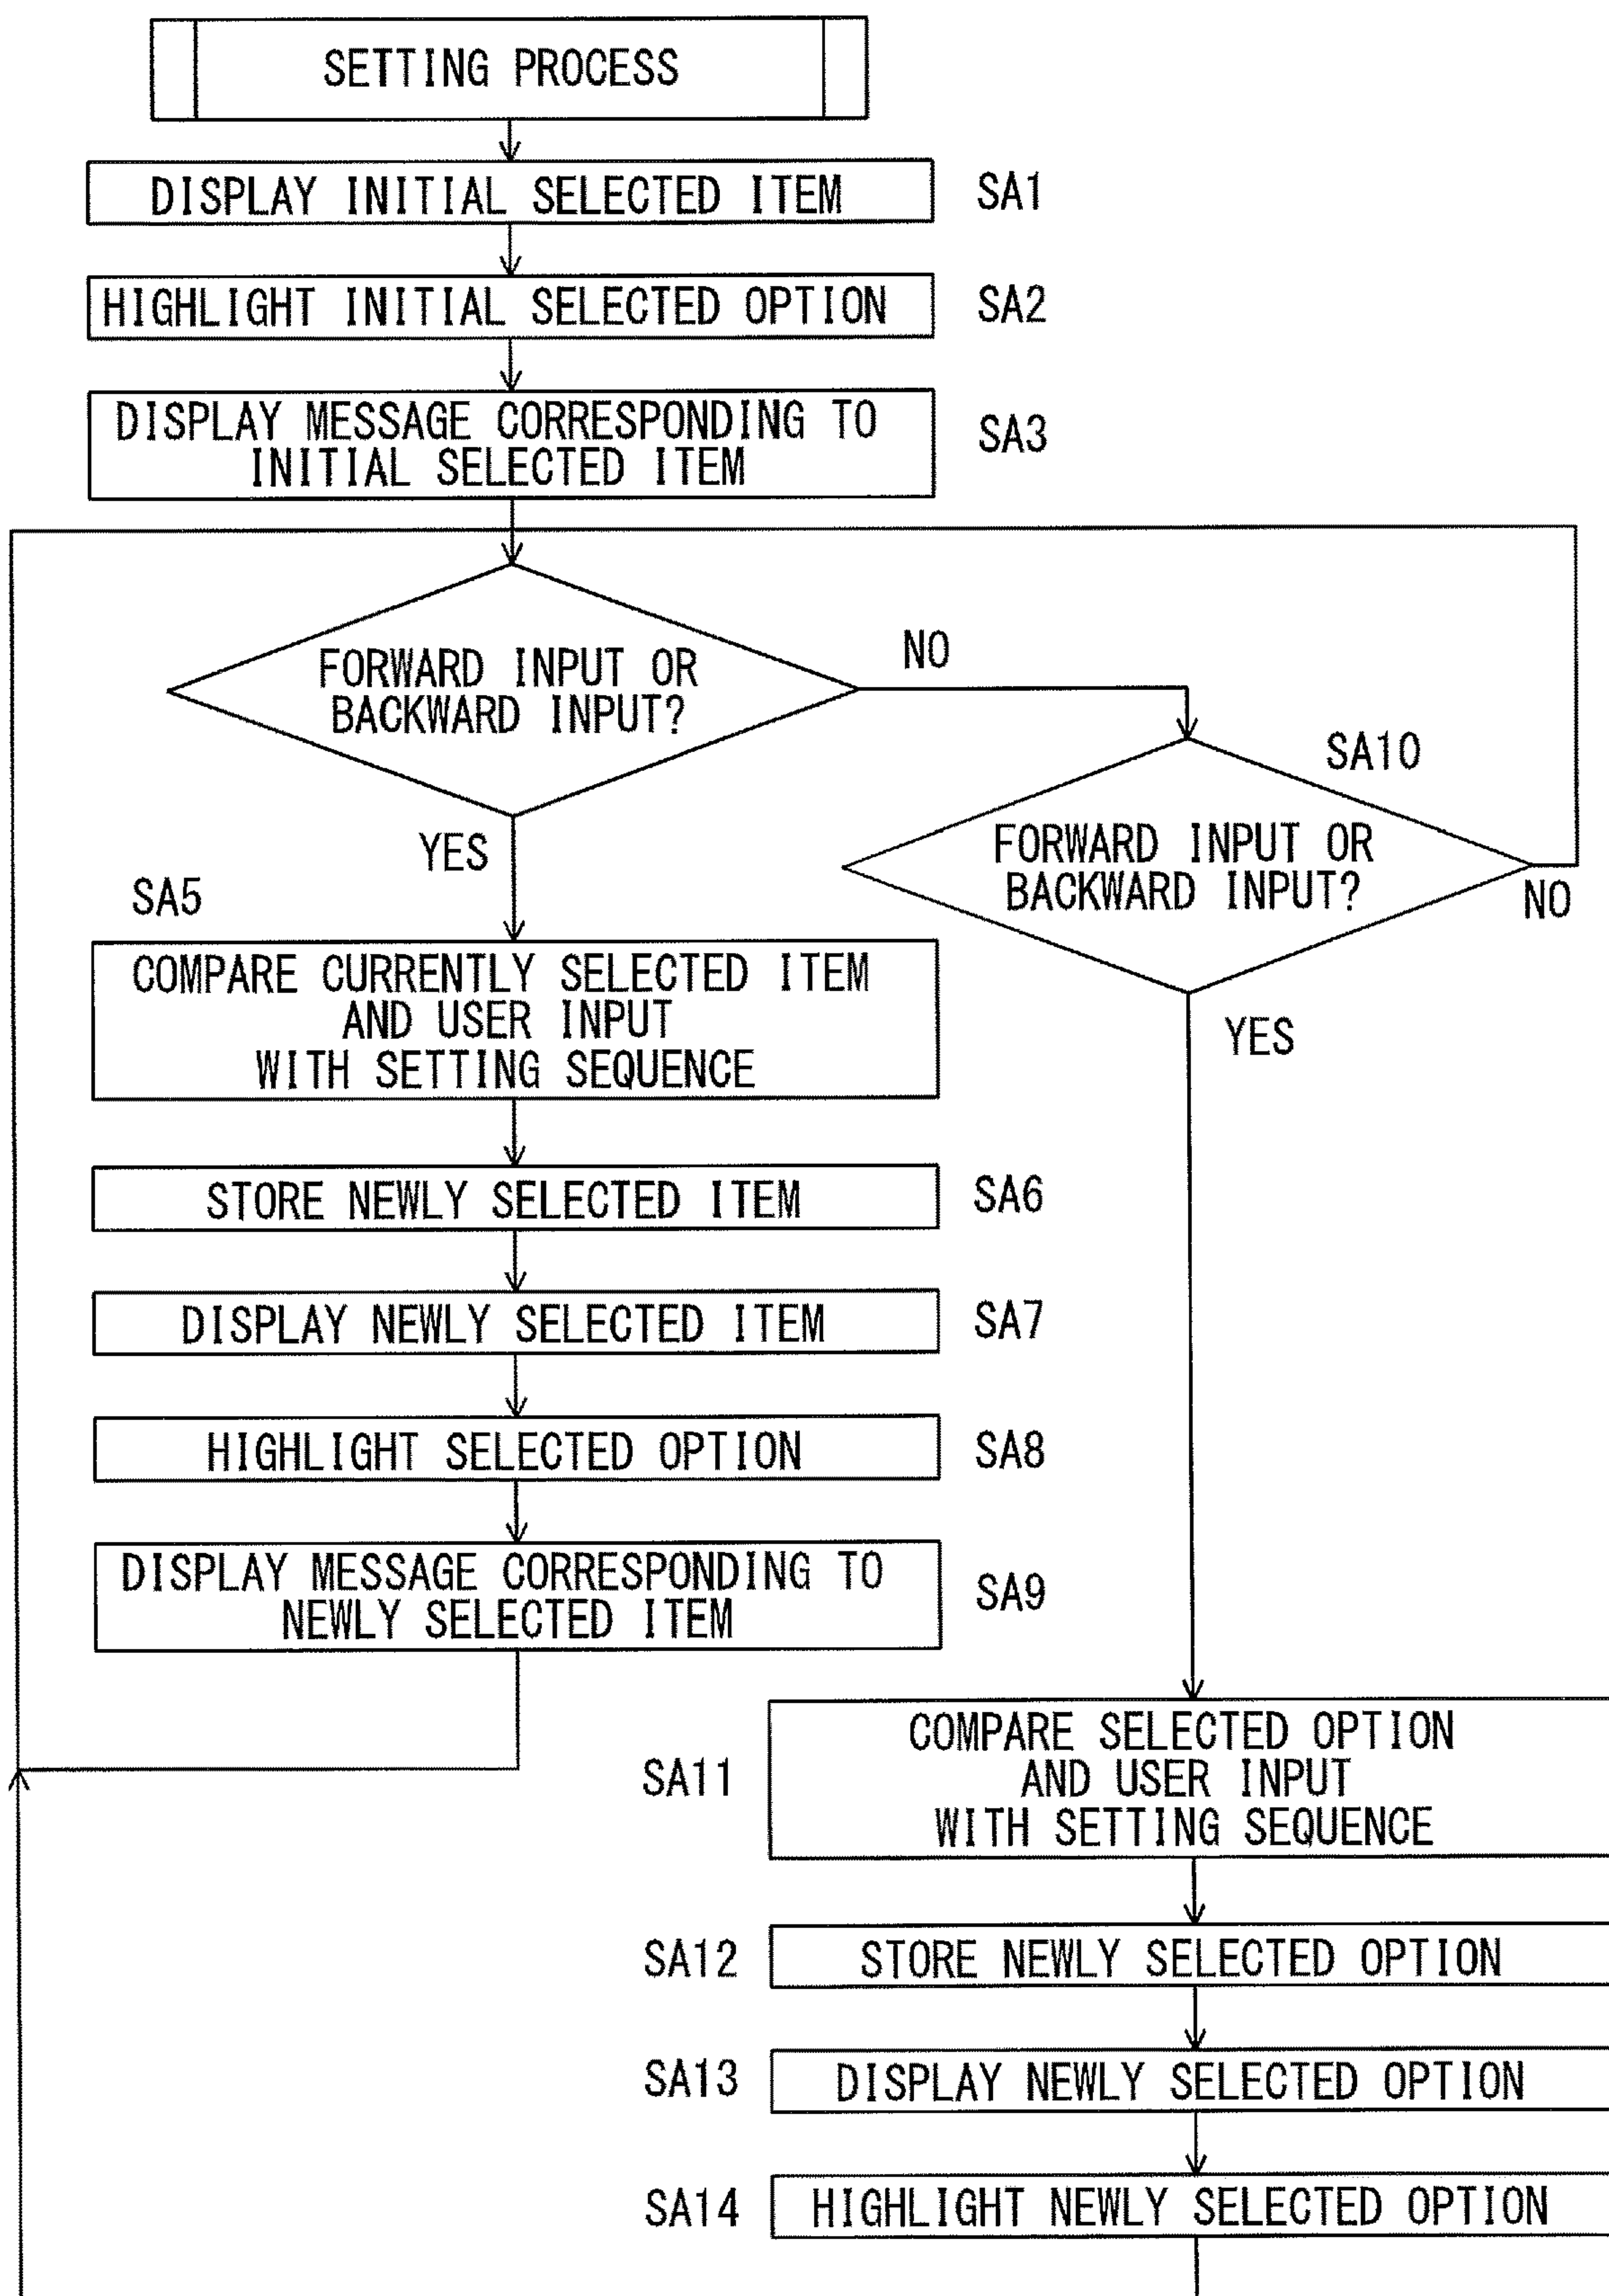 SETTING PROCESS
DISPLAY INITIAL SELECTED ITEM
SA1
HIGHLIGHT INITIAL SELECTED OPTION
SA2
DISPLAY MESSAGE CORRESPONDING TO
INITIAL SELECTED ITEM
SA3
FORWARD INPUT OR
BACKWARD INPUT?
NO
YES
SA10
FORWARD INPUT OR
BACKWARD INPUT?
NO
YES
SA5
COMPARE CURRENTLY SELECTED ITEM
AND USER INPUT
WITH SETTING SEQUENCE
STORE NEWLY SELECTED ITEM
SA6
DISPLAY NEWLY SELECTED ITEM
SA7
HIGHLIGHT SELECTED OPTION
SA8
DISPLAY MESSAGE CORRESPONDING TO
NEWLY SELECTED ITEM
SA9
SA11
COMPARE SELECTED OPTION
AND USER INPUT
WITH SETTING SEQUENCE
SA12
STORE NEWLY SELECTED OPTION
SA13
DISPLAY NEWLY SELECTED OPTION
SA14
HIGHLIGHT NEWLY SELECTED OPTION